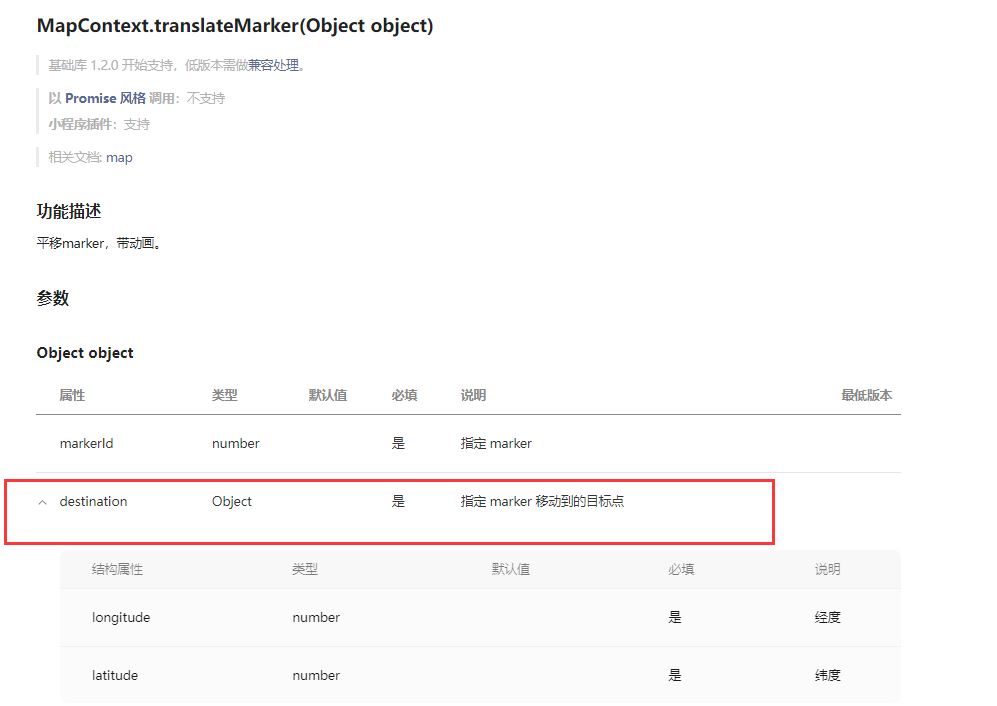 MapContext.translateMarker(Object object)
基础库 1.2.0 开始支持，低版本需做兼容处理。
以 Promise 风格 调用：不支持
小程序插件：支持
相关文档: map
功能描述
平移marker，带动画。
参数
Object object
属性 类型 默认值 必填 说明 最低版本
markerId number 是 指定 marker
destination Object 是 指定 marker 移动到的目标点
结构属性 类型 默认值 必填 说明
longitude number 是 经度
latitude number 是 纬度